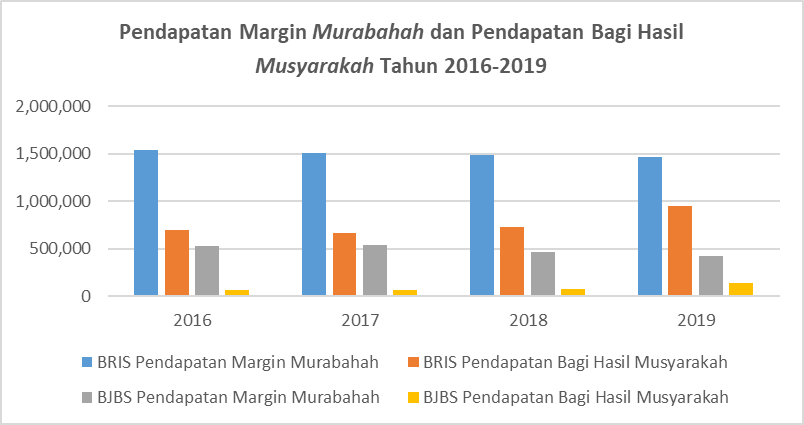 Pendapatan Margin Murabahah dan Pendapatan Bagi Hasil
Musyarakah Tahun 2016-2019
2,000,000
1,500,000
1,000,000
500,000
0
2016 2017 2018 2019
BRIS Pendapatan Margin Murabahah BRIS Pendapatan Bagi Hasil Musyarakah
BJBS Pendapatan Margin Murabahah BJBS Pendapatan Bagi Hasil Musyarakah